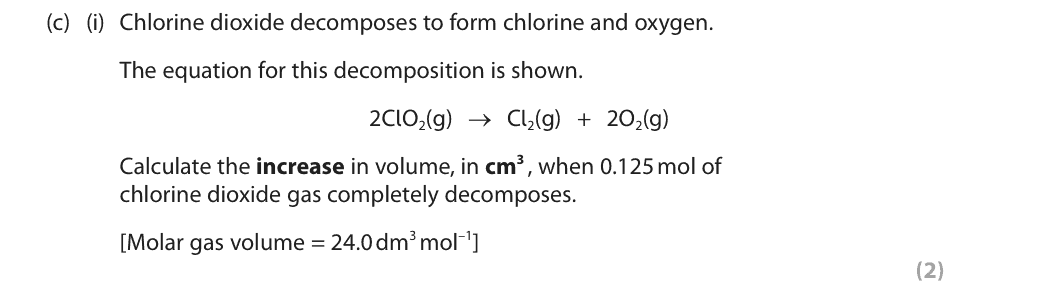 (c) (i) Chlorine dioxide decomposes to form chlorine and oxygen.
The equation for this decomposition is shown.
2ClO₂(g) → Cl₂(g) + 2O₂(g)
Calculate the increase in volume, in cm³, when 0.125 mol of
chlorine dioxide gas completely decomposes.
[Molar gas volume = 24.0 dm³ mol⁻¹]
(2)